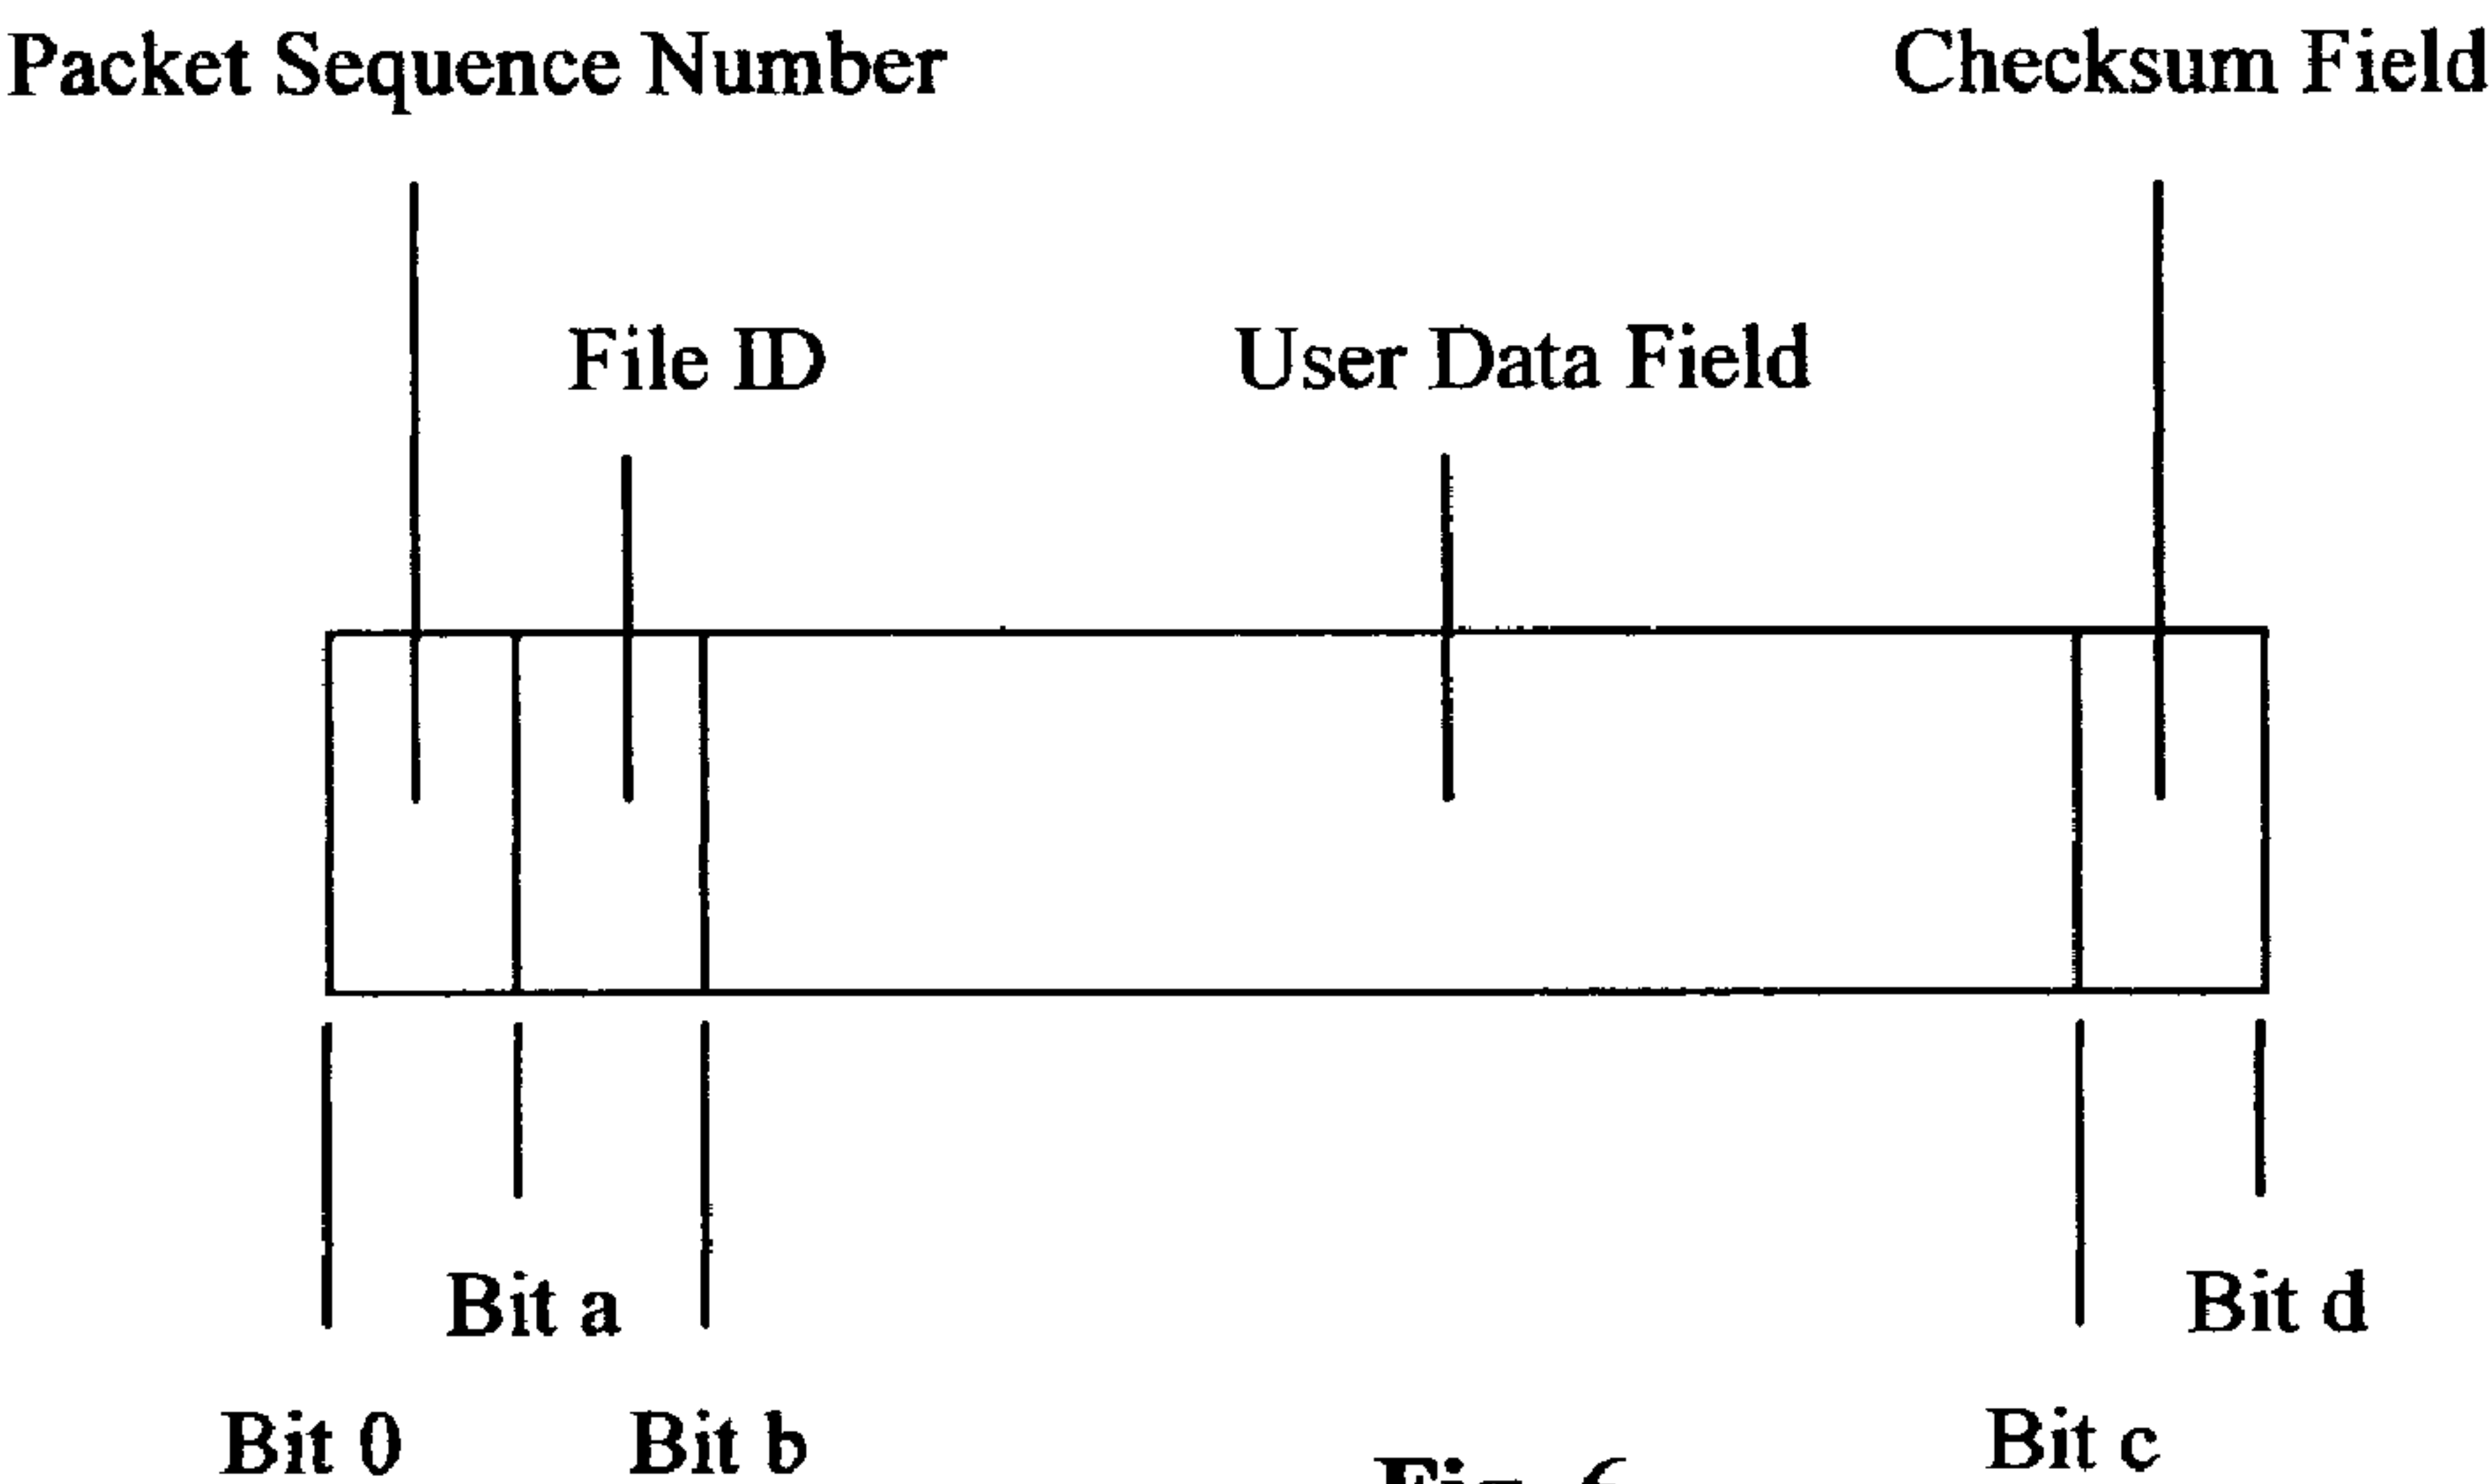 Packet Sequence Number
Checksum Field
File ID
User Data Field
Bit a
Bit d
Bit 0
Bit b
Bit c